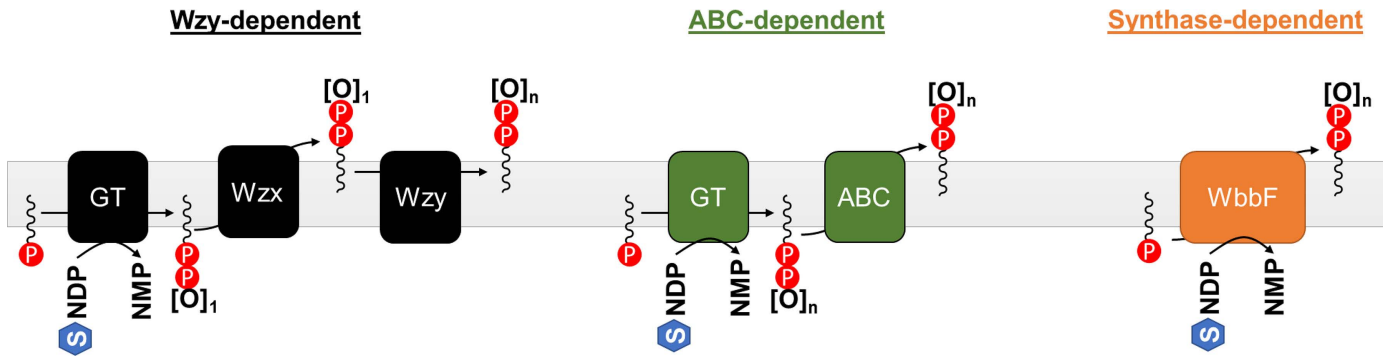 Wzy-dependent
ABC-dependent
Synthase-dependent
[O]1
P
P
[O]n
P
P
[O]n
P
P
[O]n
P
P
GT
Wzx
Wzy
GT
ABC
WbbF
P
P
P
[O]1
NDP
NMP
S
P
P
P
[O]n
NDP
NMP
S
P
NDP
NMP
S